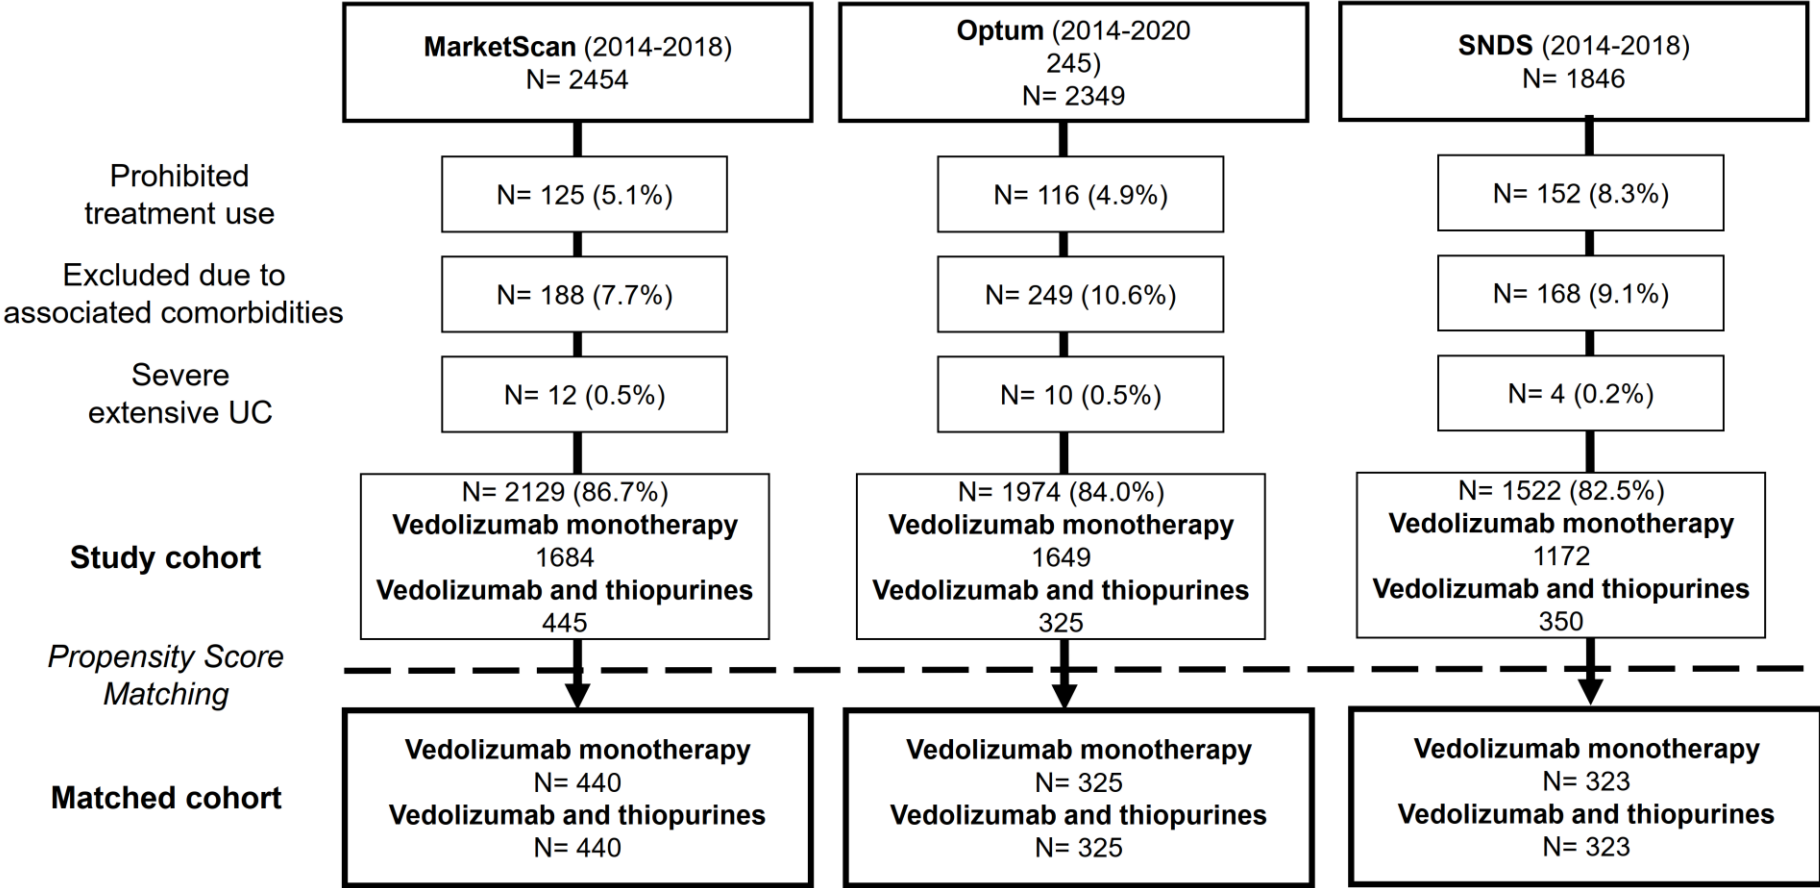 MarketScan (2014-2018)
N= 2454
Optum (2014-2020
245)
N= 2349
SNDS (2014-2018)
N= 1846
Prohibited
treatment use
N= 125 (5.1%)
N= 116 (4.9%)
N= 152 (8.3%)
Excluded due to
associated comorbidities
N= 188 (7.7%)
N= 249 (10.6%)
N= 168 (9.1%)
Severe
extensive UC
N= 12 (0.5%)
N= 10 (0.5%)
N= 4 (0.2%)
Study cohort
N= 2129 (86.7%)
Vedolizumab monotherapy
1684
Vedolizumab and thiopurines
445
N= 1974 (84.0%)
Vedolizumab monotherapy
1649
Vedolizumab and thiopurines
325
N= 1522 (82.5%)
Vedolizumab monotherapy
1172
Vedolizumab and thiopurines
350
Propensity Score
Matching
Matched cohort
Vedolizumab monotherapy
N= 440
Vedolizumab and thiopurines
N= 440
Vedolizumab monotherapy
N= 325
Vedolizumab and thiopurines
N= 325
Vedolizumab monotherapy
N= 323
Vedolizumab and thiopurines
N= 323